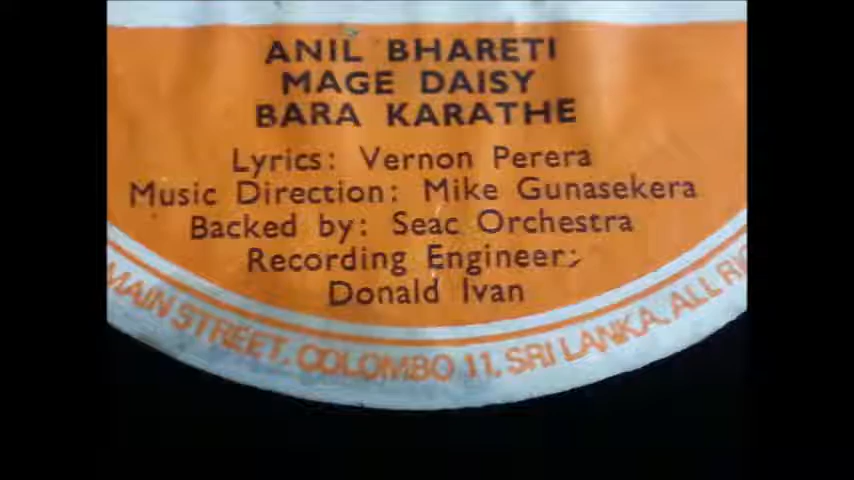 ANIL BHARETI
MAGE DAISY
BARA KARATHE
Lyrics: Vernon Perera
Music Direction: Mike Gunasekera
Backed by: Seac Orchestra
Recording Engineer:
Donald Ivan
MAIN STREET, COLOMBO 11, SRI LANKA. ALL